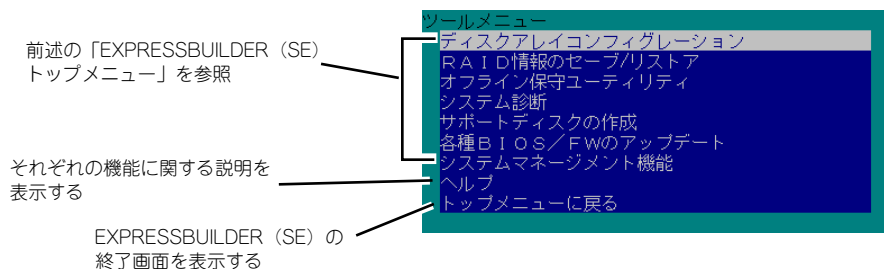 前述の「EXPRESSBUILDER（SE）
トップメニュー」を参照
それぞれの機能に関する説明を
表示する
EXPRESSBUILDER（SE）の
終了画面を表示する
ツールメニュー
ディスクアレイコンフィグレーション
ＲＡＩＤ情報のセーブ/リストア
オフライン保守ユーティリティ
システム診断
サポートディスクの作成
各種ＢＩＯＳ／ＦＷのアップデート
システムマネージメント機能
ヘルプ
トップメニューに戻る